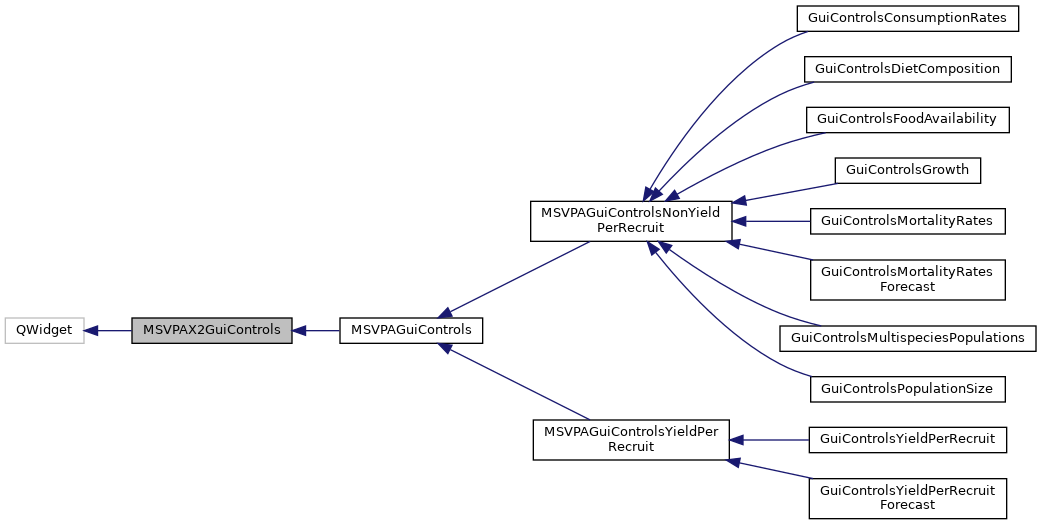 GuiControlsConsumptionRates
GuiControlsDietComposition
GuiControlsFoodAvailability
GuiControlsGrowth
MSVPAGuiControlsNonYield
PerRecruit
GuiControlsMortalityRates
GuiControlsMortalityRates
Forecast
QWidget
MSVPAX2GuiControls
MSVPAGuiControls
GuiControlsMultispeciesPopulations
GuiControlsPopulationSize
MSVPAGuiControlsYieldPer
Recruit
GuiControlsYieldPerRecruit
GuiControlsYieldPerRecruit
Forecast